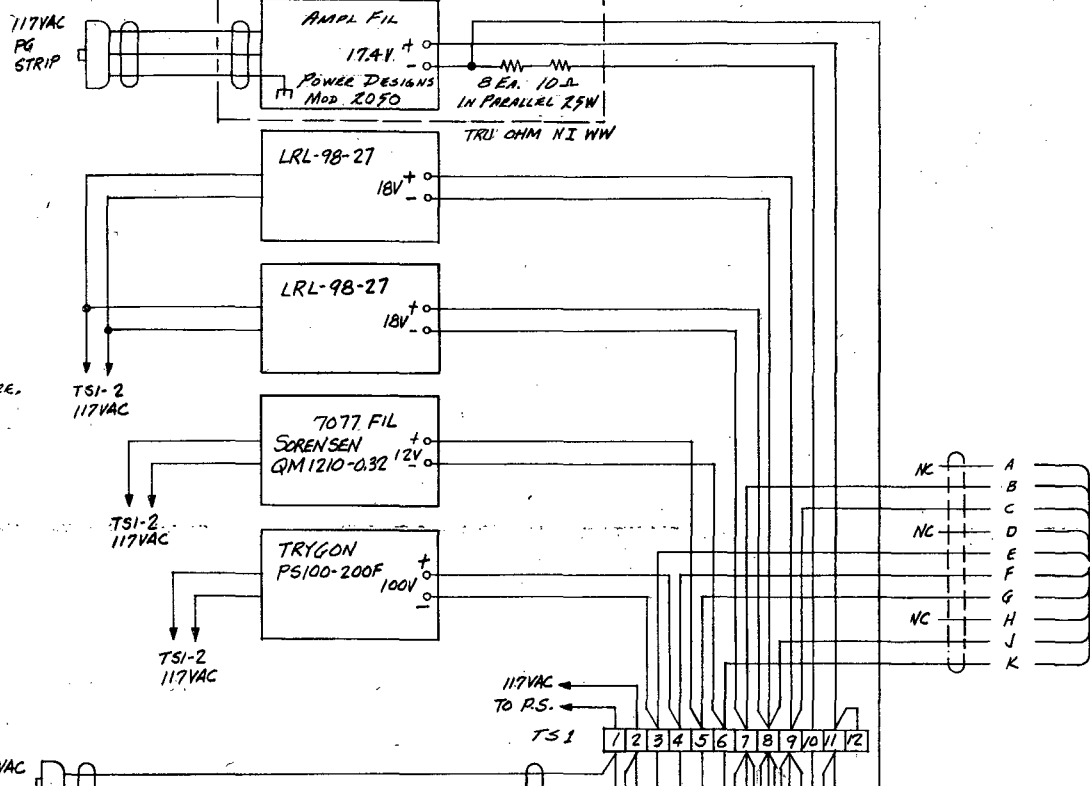 117VAC
PG
STRIP
AMPL FIL
17.4V. + -
POWER DESIGNS
MOD. 2050
8 EA. 10Ω
IN PARALLEL 25W
TRU OHM NI WW
LRL-98-27
18V + -
LRL-98-27
18V + -
TS1-2
117VAC
7077 FIL
SORENSEN
QM1210-0.32 12V + -
TS1-2
117VAC
TRYGON
PS100-200F
100V + -
TS1-2
117VAC
NC A
B
C
NC D
E
F
G
NC H
J
K
117VAC
TO P.S.
TS1 1 2 3 4 5 6 7 8 9 10 11 12